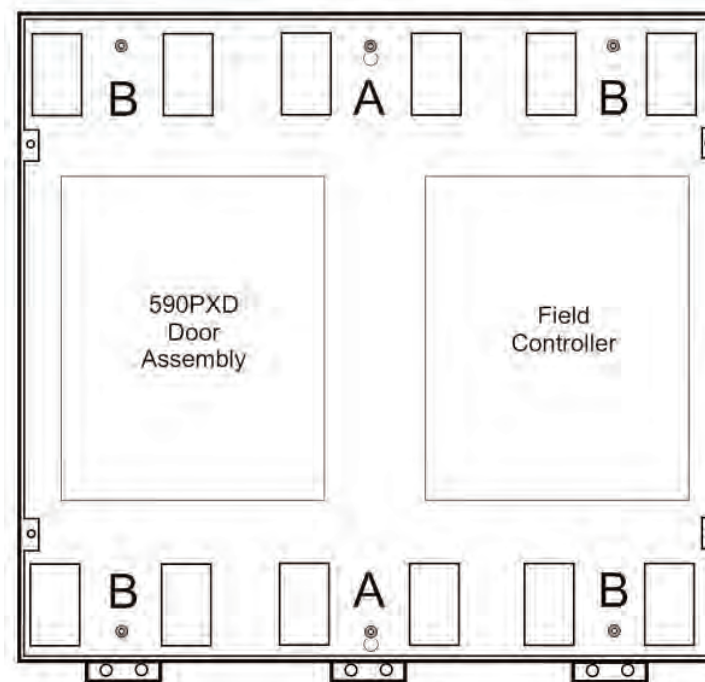 B A B
590PXD
Door
Assembly
Field
Controller
B A B